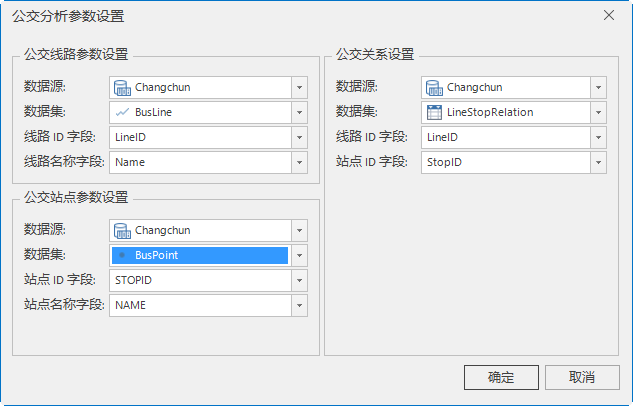 公交分析参数设置
公交线路参数设置
数据源: Changchun
数据集: BusLine
线路 ID 字段: LineID
线路名称字段: Name
公交站点参数设置
数据源: Changchun
数据集: BusPoint
站点 ID 字段: STOPID
站点名称字段: NAME
公交关系设置
数据源: Changchun
数据集: LineStopRelation
线路 ID 字段: LineID
站点 ID 字段: StopID
确定 取消